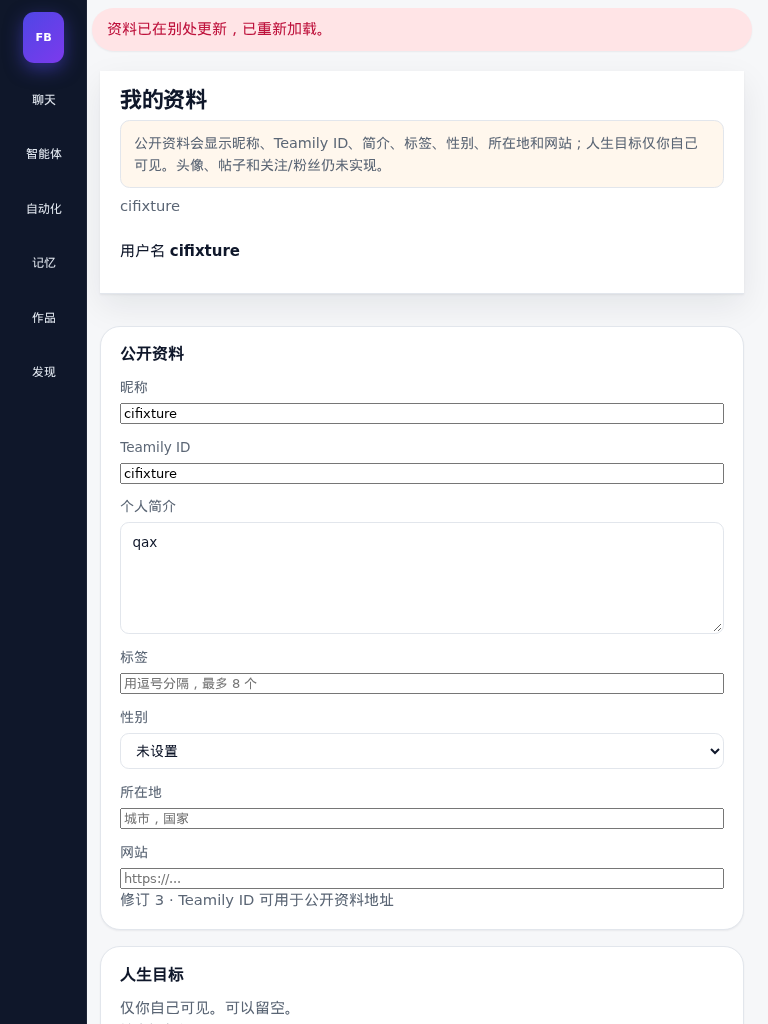 FB
聊天
智能体
自动化
记忆
作品
发现
资料已在别处更新，已重新加载。
我的资料
公开资料会显示昵称、Teamily ID、简介、标签、性别、所在地和网站；人生目标仅你自己
可见。头像、帖子和关注/粉丝仍未实现。
cifixture
用户名 cifixture
公开资料
昵称
cifixture
Teamily ID
cifixture
个人简介
qax
标签
用逗号分隔，最多 8 个
性别
未设置
所在地
城市，国家
网站
https://...
修订 3 · Teamily ID 可用于公开资料地址
人生目标
仅你自己可见。可以留空。